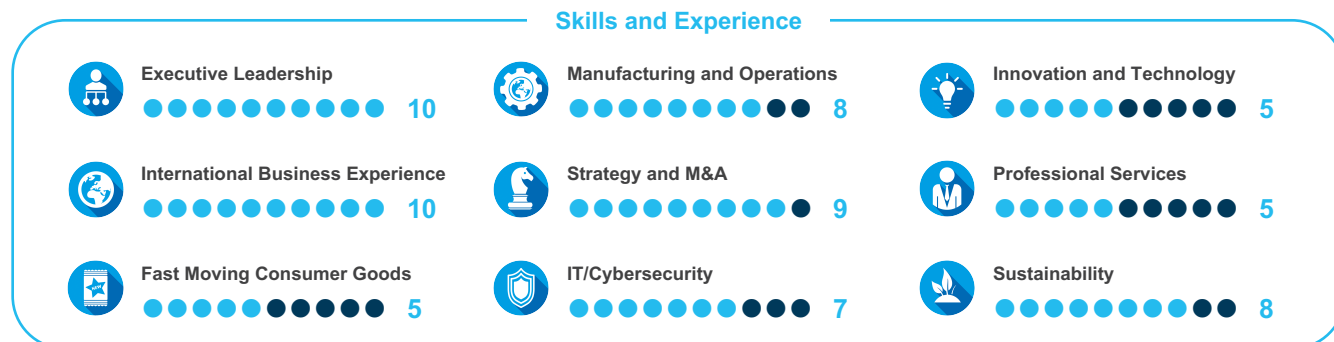 Skills and Experience
Executive Leadership
10
Manufacturing and Operations
8
Innovation and Technology
5
International Business Experience
10
Strategy and M&A
9
Professional Services
5
Fast Moving Consumer Goods
5
IT/Cybersecurity
7
Sustainability
8